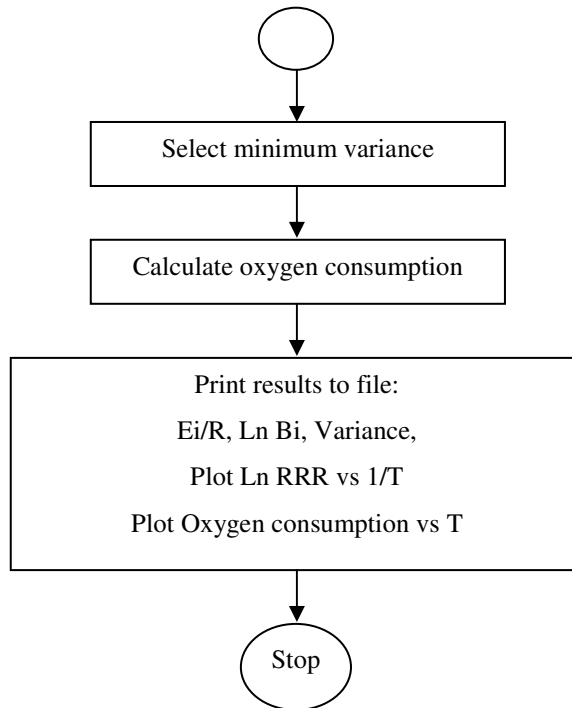 Select minimum variance
Calculate oxygen consumption
Print results to file:
Ei/R, Ln Bi, Variance,
Plot Ln RRR vs 1/T
Plot Oxygen consumption vs T
Stop